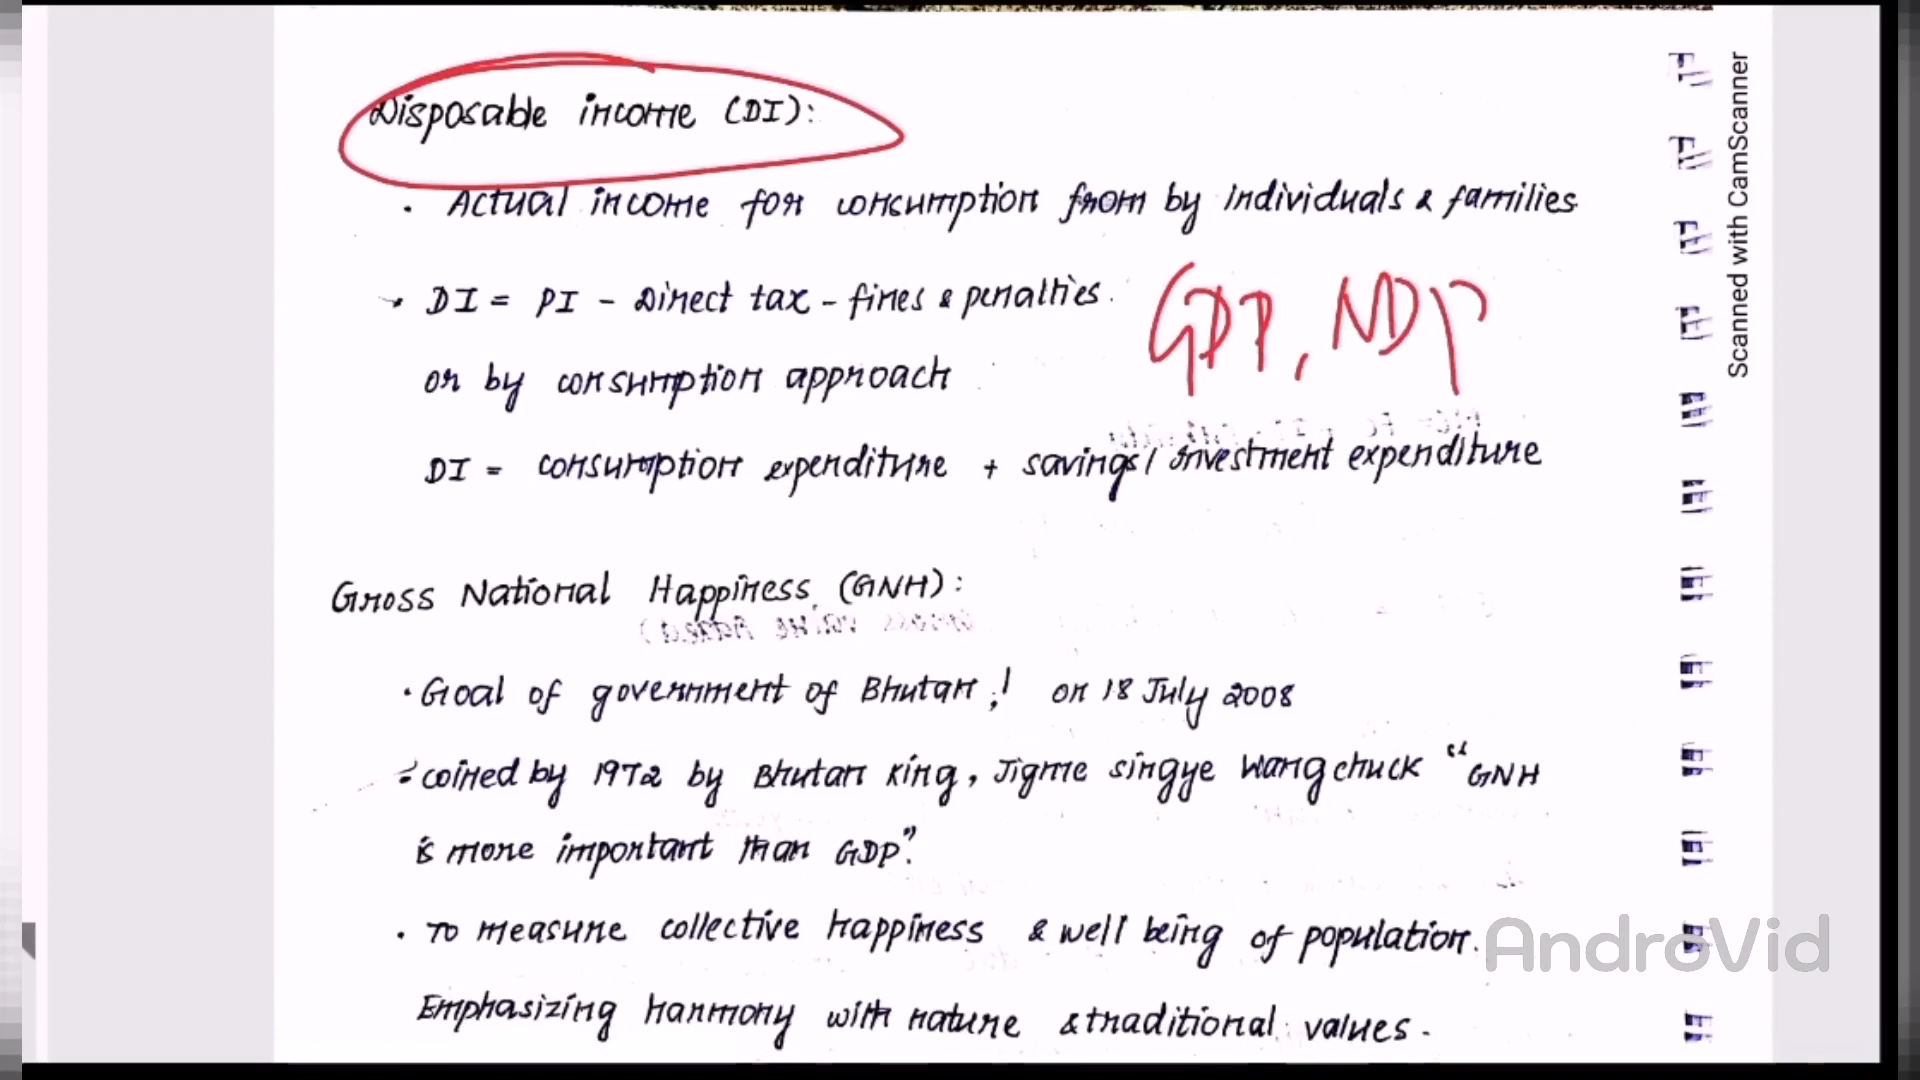 Disposable income (DI):
. Actual income for consumption from by individuals & families
DI = PI - Direct tax - fines & penalties.
GDP, NDP
or by consumption approach
DI = consumption expenditure + savings / investment expenditure
Gross National Happiness (GNH):
. Goal of government of Bhutan ; ! on 18 July 2008
. coined by 1972 by Bhutan King, Jigme singye wangchuck " GNH
is more important than GDP".
. To measure collective happiness & well being of population.
Emphasizing harmony with nature & traditional values.
Scanned with CamScanner
AndroVid